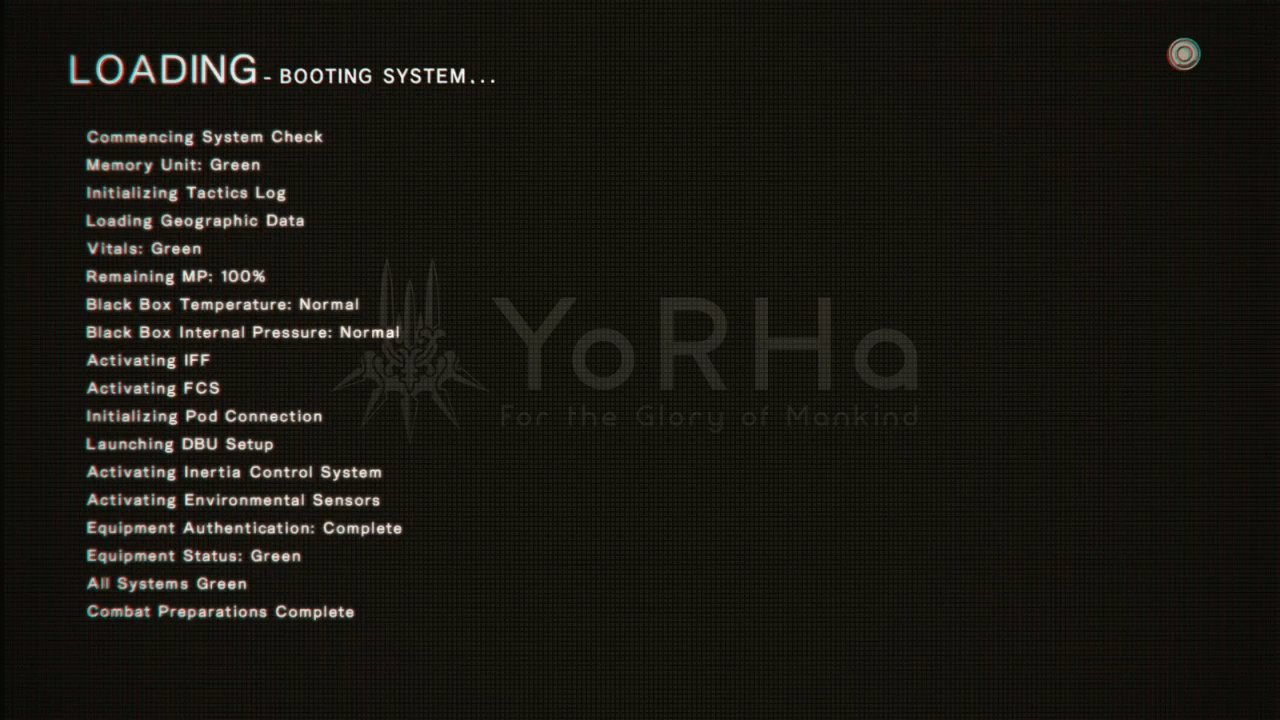 LOADING - BOOTING SYSTEM...
Commencing System Check
Memory Unit: Green
Initializing Tactics Log
Loading Geographic Data
Vitals: Green
Remaining MP: 100%
Black Box Temperature: Normal
Black Box Internal Pressure: Normal
Activating IFF
Activating FCS
Initializing Pod Connection
Launching DBU Setup
Activating Inertia Control System
Activating Environmental Sensors
Equipment Authentication: Complete
Equipment Status: Green
All Systems Green
Combat Preparations Complete
YoRHa
For the Glory of Mankind